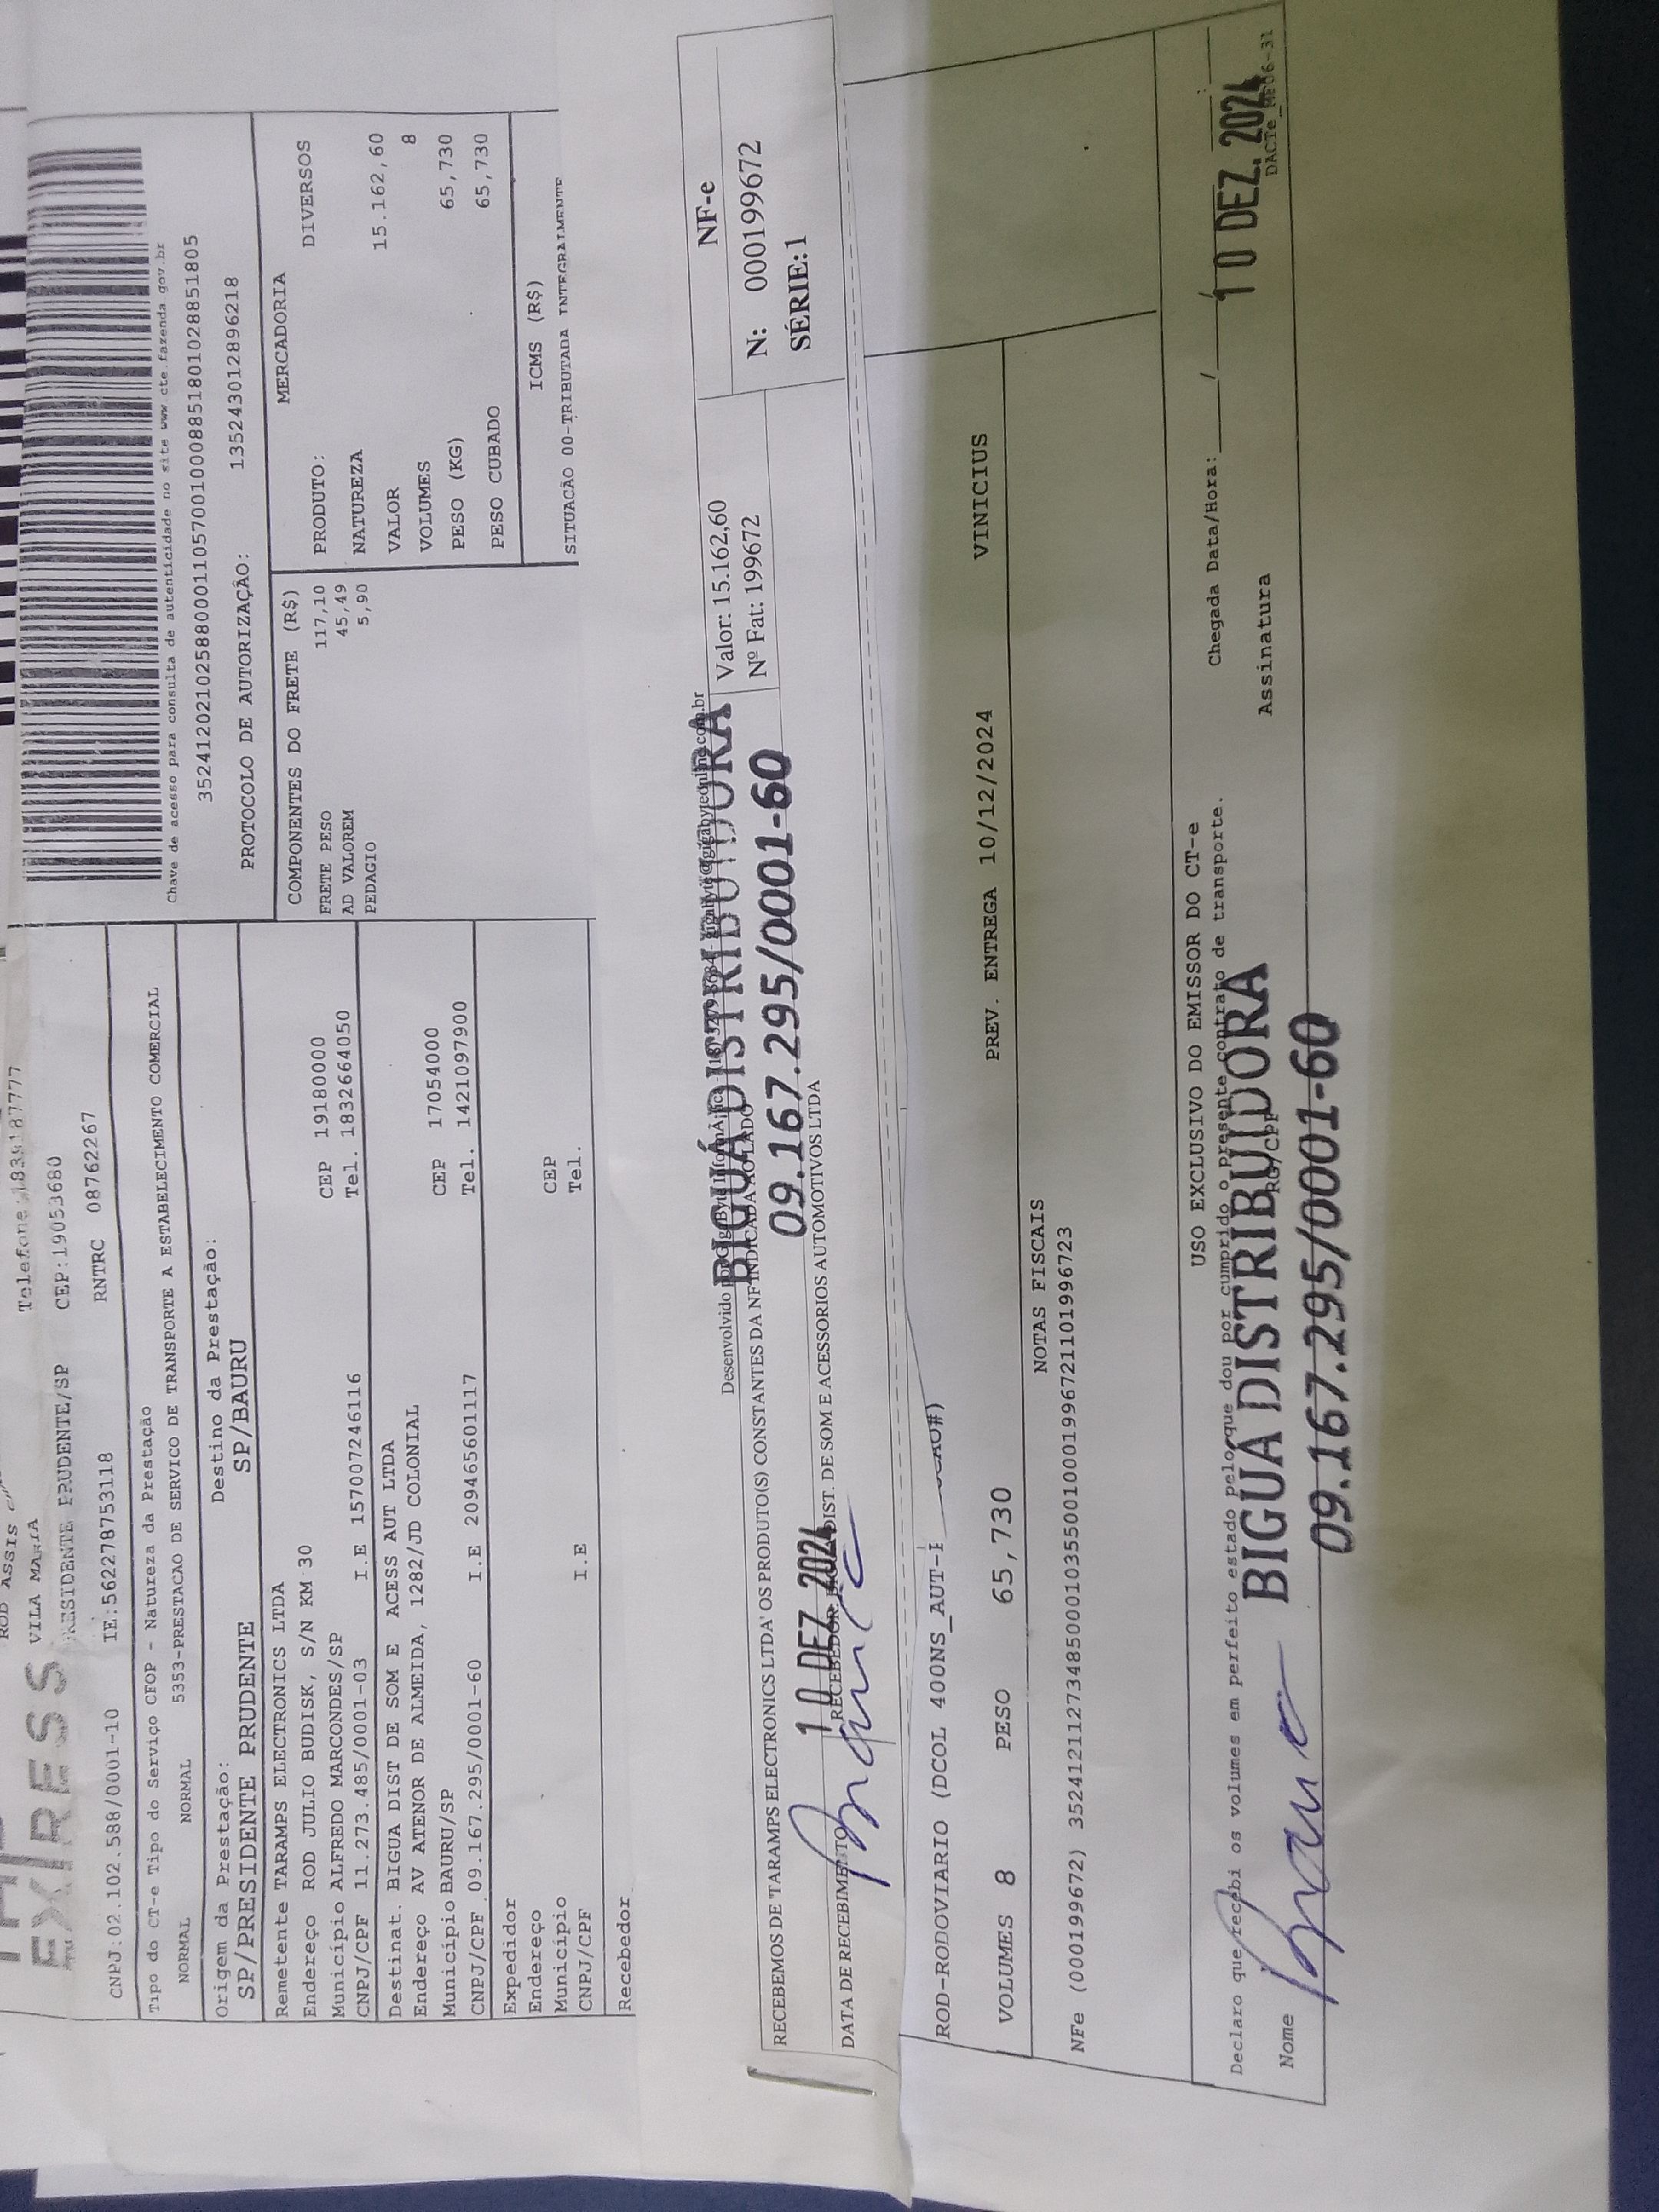 EXPRESS
ROD ASSIS
VILA MARIA
Telefone:
RESIDENTE PRUDENTE/SP CEP:19053680
CNPJ:02.102.588/0001-10 IE:562278753118 RNTRC 08762267
Tipo do CT-e Tipo do Serviço CFOP - Natureza da Prestação
NORMAL NORMAL 5353-PRESTACAO DE SERVICO DE TRANSPORTE A ESTABELECIMENTO COMERCIAL
Origem da Prestação: Destino da Prestação:
SP/PRESIDENTE PRUDENTE SP/BAURU
Remetente TARAMPS ELECTRONICS LTDA
Endereço ROD JULIO BUDISK, S/N KM 30 CEP 19180000
Município ALFREDO MARCONDES/SP Tel. 1832664050
CNPJ/CPF 11.273.485/0001-03 I.E 157007246116
Destinat. BIGUA DIST DE SOM E ACESS AUT LTDA
Endereço AV ATENOR DE ALMEIDA, 1282/JD COLONIAL CEP 17054000
Município BAURU/SP Tel. 1421097900
CNPJ/CPF 09.167.295/0001-60 I.E 209465601117
Expedidor
Endereço CEP
Município Tel.
CNPJ/CPF I.E
Recebedor
Chave de acesso para consulta de autenticidade no site www.cte.fazenda.gov.br
35241202102588000110570010008851801028851805
PROTOCOLO DE AUTORIZAÇÃO: 135243012896218
COMPONENTES DO FRETE (R$)
FRETE PESO 117,10
AD VALOREM 45,49
PEDAGIO 5,90
MERCADORIA
PRODUTO: DIVERSOS
NATUREZA
VALOR 15.162,60
VOLUMES 8
PESO (KG) 65,730
PESO CUBADO 65,730
ICMS (R$)
SITUAÇÃO 00-TRIBUTADA INTEGRALMENTE
Desenvolvido
RECEBEMOS DE TARAMPS ELECTRONICS LTDA' OS PRODUTO(S) CONSTANTES DA NF INDICADA AO LADO
BIGUÁ DISTRIBUIDORA
09.167.295/0001-60
Valor: 15.162,60
Nº Fat: 199672
NF-e
N: 000199672
SÉRIE:1
DATA DE RECEBIMENTO RECEBEDOR DIST. DE SOM E ACESSORIOS AUTOMOTIVOS LTDA
10 DEZ 2024
ROD-RODOVIARIO (DCOL 400NS_AUT-
VOLUMES 8 PESO 65,730 PREV. ENTREGA 10/12/2024 VINICIUS
NOTAS FISCAIS
NFe (000199672) 35241211273485000103550010001996721101996723
USO EXCLUSIVO DO EMISSOR DO CT-e
Declaro que recebi os volumes em perfeito estado pelo que dou por cumprido o presente contrato de transporte.
Chegada Data/Hora: / /
Nome RG/CPF Assinatura
BIGUÁ DISTRIBUIDORA
09.167.295/0001-60
10 DEZ. 2024